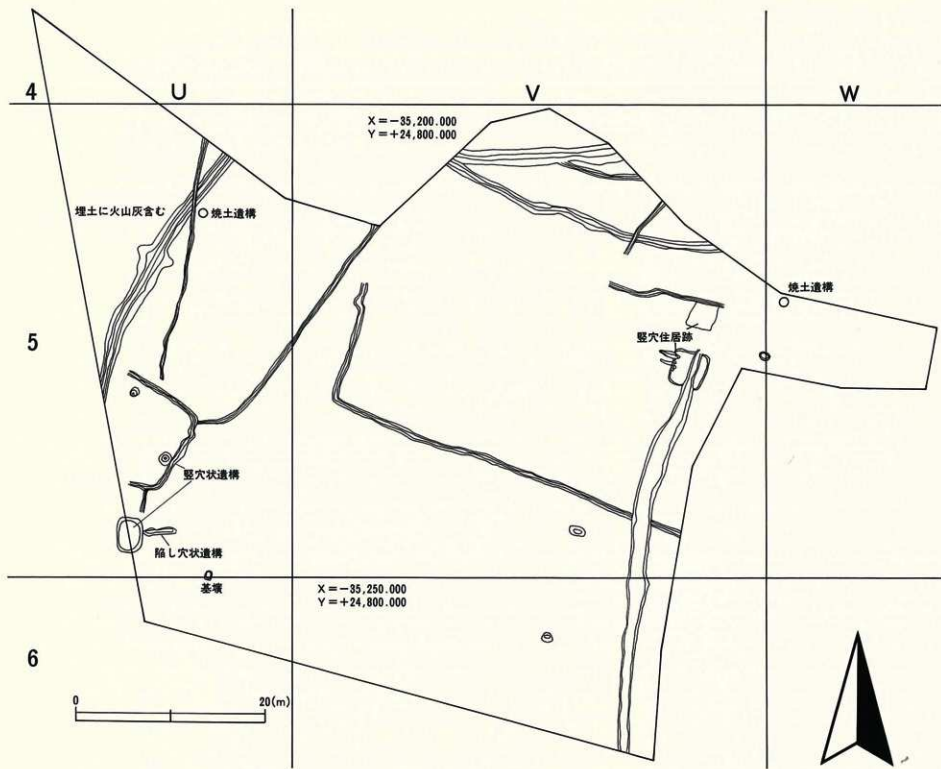 4
U
V
W
X=-35,200.000
Y=+24,800.000
埋土に火山灰含む
焼土遺構
焼土遺構
5
竪穴住居跡
竪穴状遺構
陥し穴状遺構
基壙
X=-35,250.000
Y=+24,800.000
6
0
20(m)